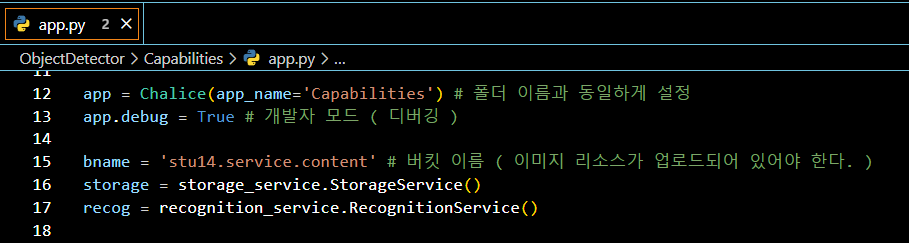 app.py 2 ×
ObjectDetector > Capabilities > app.py > ...
11
12 app = Chalice(app_name='Capabilities') # 폴더 이름과 동일하게 설정
13 app.debug = True # 개발자 모드 ( 디버깅 )
14
15 bname = 'stu14.service.content' # 버킷 이름 ( 이미지 리소스가 업로드되어 있어야 한다. )
16 storage = storage_service.StorageService()
17 recog = recognition_service.RecognitionService()
18